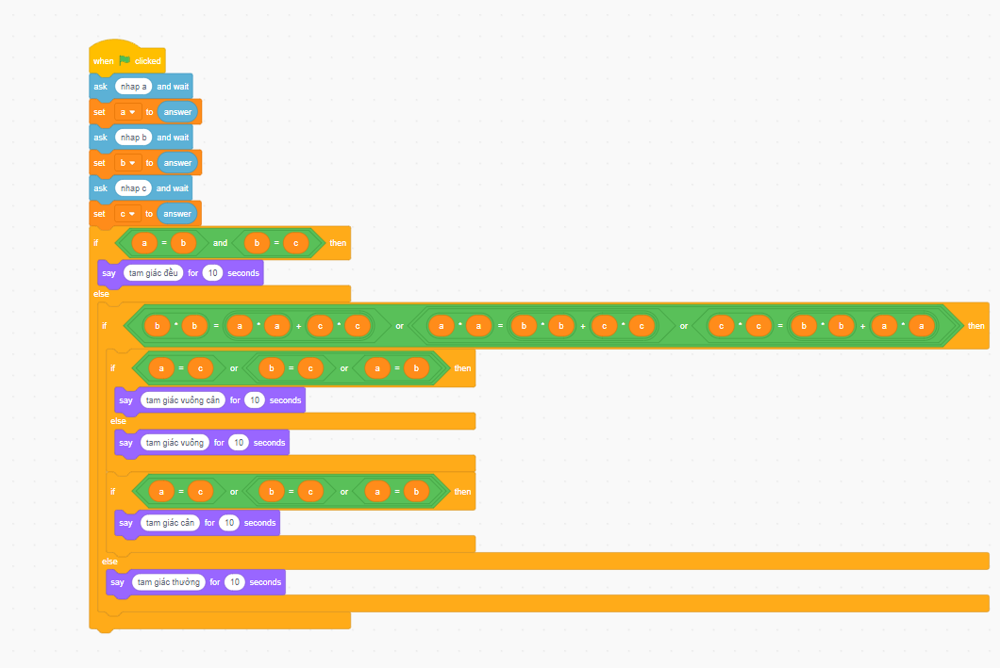 when clicked
ask nhap a and wait
set a to answer
ask nhap b and wait
set b to answer
ask nhap c and wait
set c to answer
if a = b and b = c then
say tam giác đều for 10 seconds
else
if b * b = a * a + c * c or a * a = b * b + c * c or c * c = b * b + a * a then
if a = c or b = c or a = b then
say tam giác vuông cân for 10 seconds
else
say tam giác vuông for 10 seconds
if a = c or b = c or a = b then
say tam giác cân for 10 seconds
else
say tam giác thường for 10 seconds